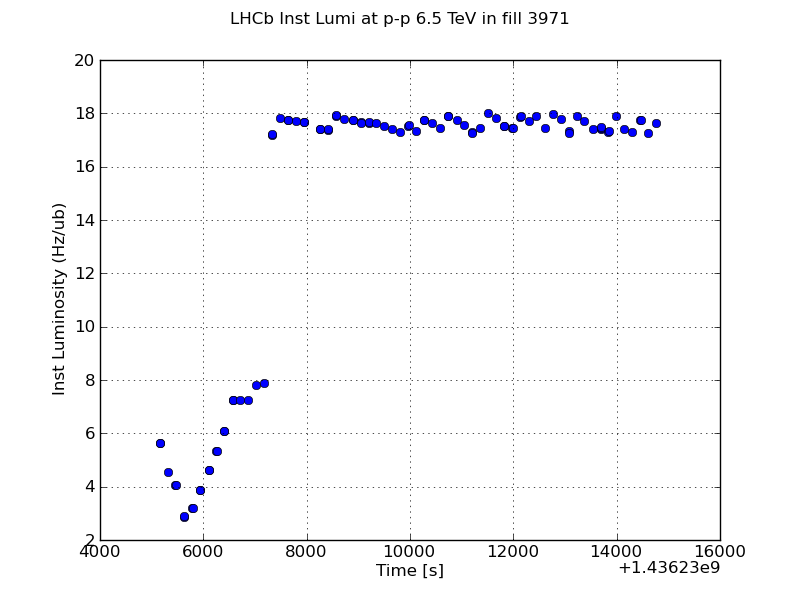 LHCb Inst Lumi at p-p 6.5 TeV in fill 3971
20
18
16
14
12
10
8
6
4
2
Inst Luminosity (Hz/ub)
4000 6000 8000 10000 12000 14000 16000
Time [s]
+1.43623e9